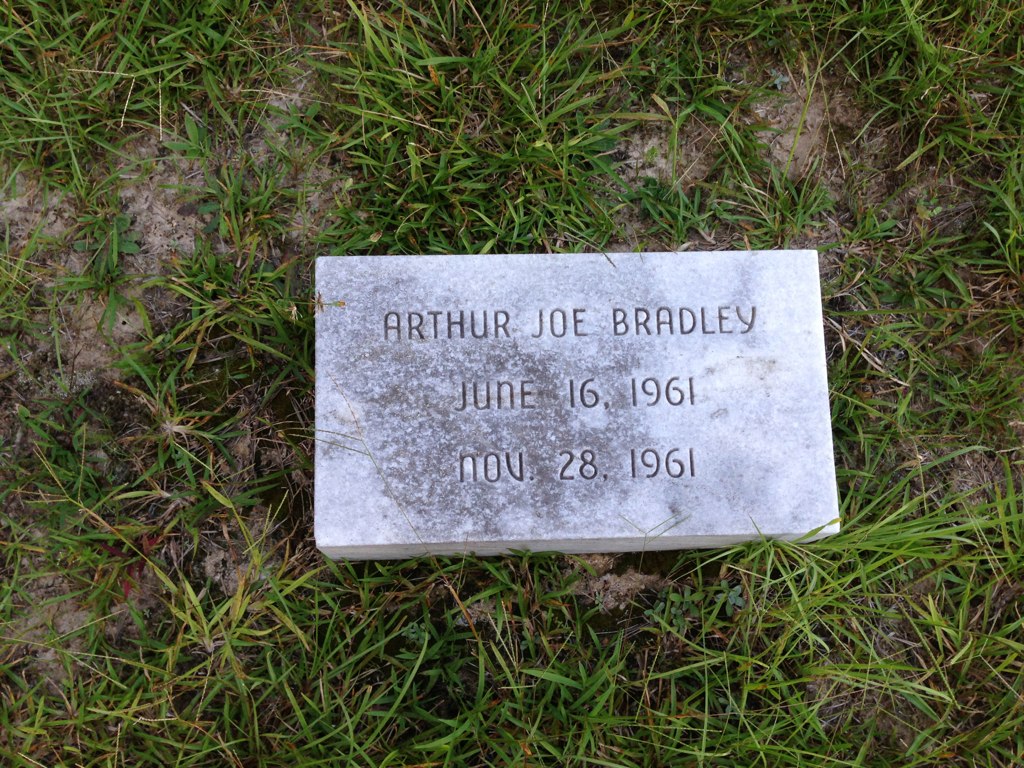 ARTHUR JOE BRADLEY
JUNE 16, 1961
NOV. 28, 1961